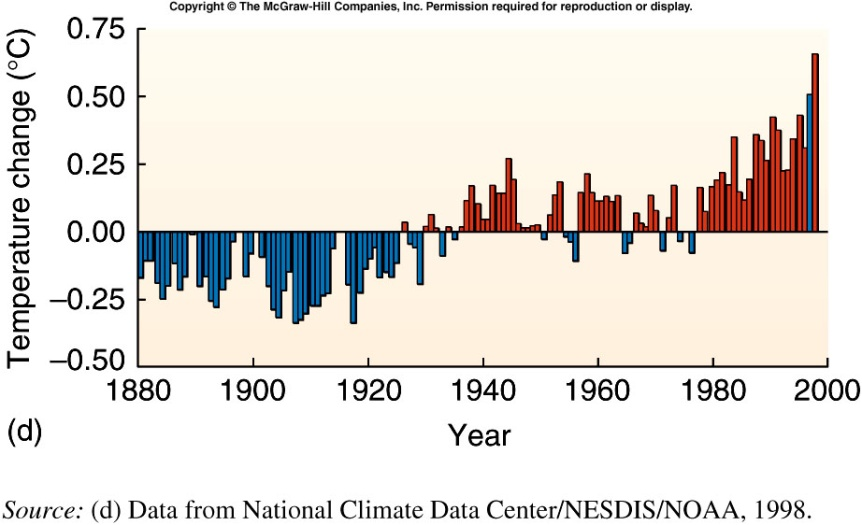 Copyright © The McGraw-Hill Companies, Inc. Permission required for reproduction or display.
Temperature change (°C)
0.75
0.50
0.25
0.00
–0.25
–0.50
1880 1900 1920 1940 1960 1980 2000
(d)
Year
Source: (d) Data from National Climate Data Center/NESDIS/NOAA, 1998.